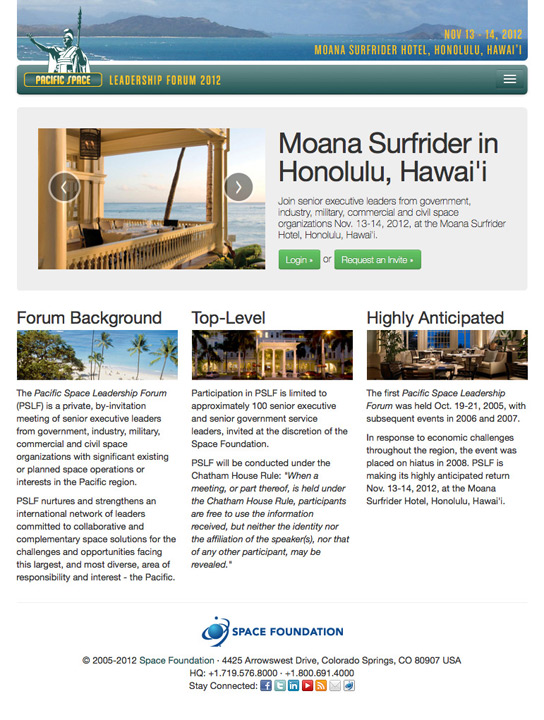 NOV 13 - 14, 2012
MOANA SURFRIDER HOTEL, HONOLULU, HAWAI'I
PACIFIC SPACE
LEADERSHIP FORUM 2012
Moana Surfrider in
Honolulu, Hawai'i
Join senior executive leaders from government,
industry, military, commercial and civil space
organizations Nov. 13-14, 2012, at the Moana Surfrider
Hotel, Honolulu, Hawai'i.
Login » or Request an Invite »
Forum Background
The Pacific Space Leadership Forum
(PSLF) is a private, by-invitation
meeting of senior executive leaders
from government, industry, military,
commercial and civil space
organizations with significant existing
or planned space operations or
interests in the Pacific region.
PSLF nurtures and strengthens an
international network of leaders
committed to collaborative and
complementary space solutions for the
challenges and opportunities facing
this largest, and most diverse, area of
responsibility and interest - the Pacific.
Top-Level
Participation in PSLF is limited to
approximately 100 senior executive
and senior government service
leaders, invited at the discretion of the
Space Foundation.
PSLF will be conducted under the
Chatham House Rule: "When a
meeting, or part thereof, is held under
the Chatham House Rule, participants
are free to use the information
received, but neither the identity nor
the affiliation of the speaker(s), nor that
of any other participant, may be
revealed."
Highly Anticipated
The first Pacific Space Leadership
Forum was held Oct. 19-21, 2005, with
subsequent events in 2006 and 2007.
In response to economic challenges
throughout the region, the event was
placed on hiatus in 2008. PSLF is
making its highly anticipated return
Nov. 13-14, 2012, at the Moana
Surfrider Hotel, Honolulu, Hawai'i.
SPACE FOUNDATION
© 2005-2012 Space Foundation · 4425 Arrowswest Drive, Colorado Springs, CO 80907 USA
HQ: +1.719.576.8000 · +1.800.691.4000
Stay Connected: